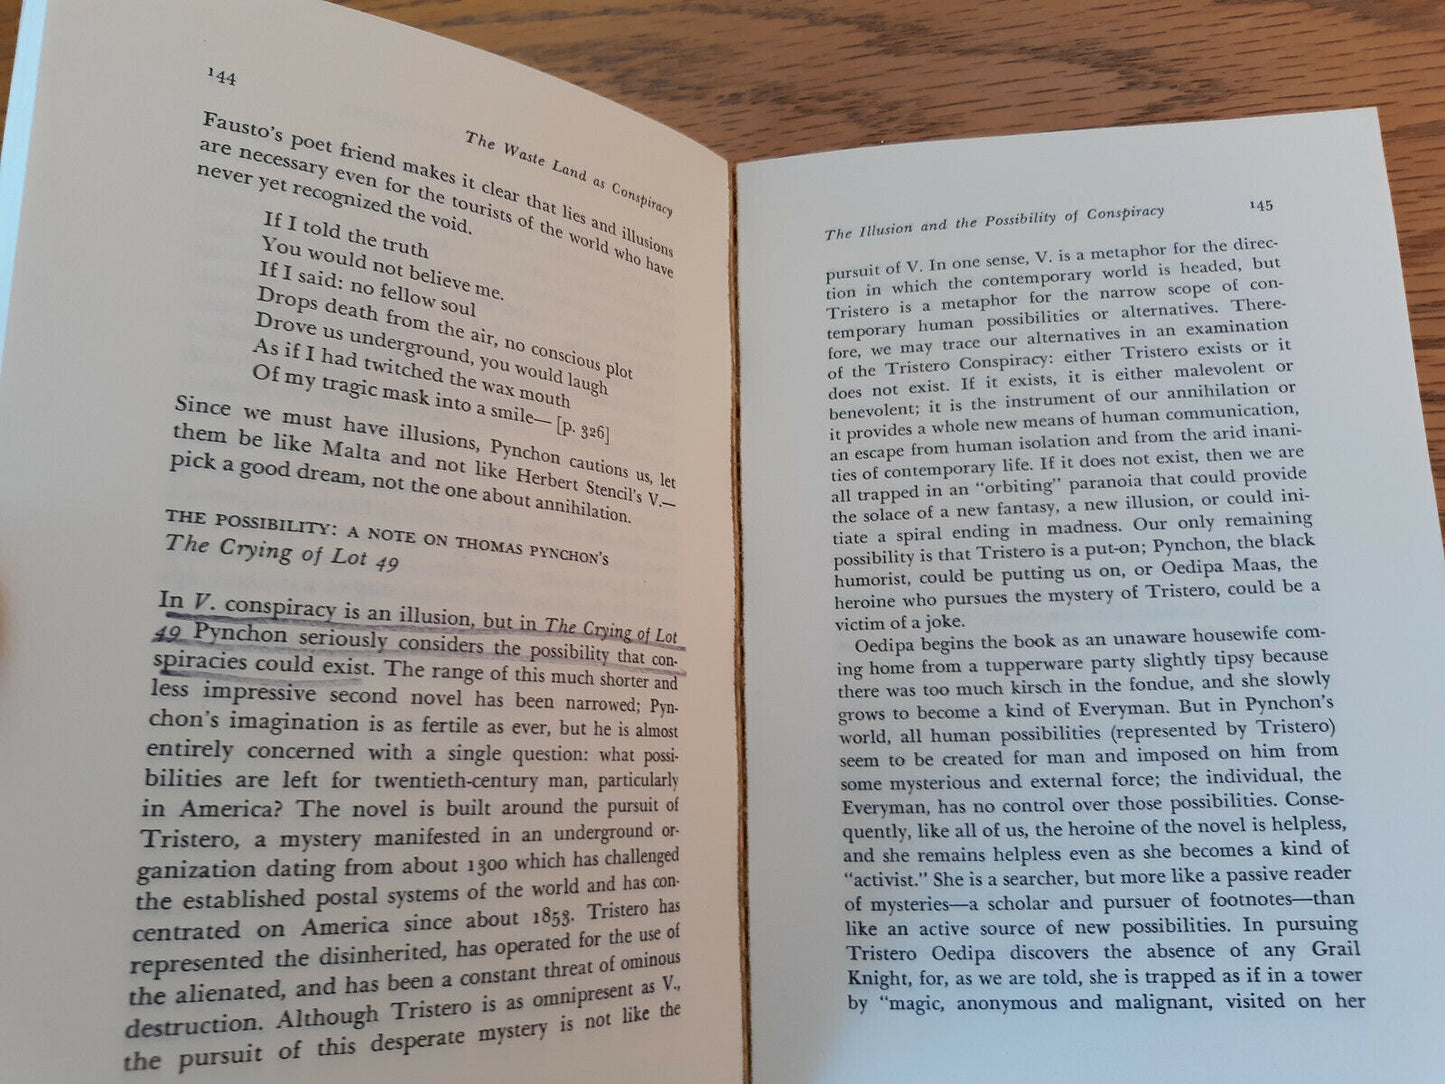 144
The Waste Land as Conspiracy
Fausto's poet friend makes it clear that lies and illusions
are necessary even for the tourists of the world who have
never yet recognized the void.
If I told the truth
You would not believe me.
If I said: no fellow soul
Drops death from the air, no conscious plot
Drove us underground, you would laugh
As if I had twitched the wax mouth
Of my tragic mask into a smile— [p. 326]
Since we must have illusions, Pynchon cautions us, let
them be like Malta and not like Herbert Stencil's V.—
pick a good dream, not the one about annihilation.
THE POSSIBILITY: A NOTE ON THOMAS PYNCHON'S
The Crying of Lot 49
In V. conspiracy is an illusion, but in The Crying of Lot
49 Pynchon seriously considers the possibility that con-
spiracies could exist. The range of this much shorter and
less impressive second novel has been narrowed; Pyn-
chon's imagination is as fertile as ever, but he is almost
entirely concerned with a single question: what possi-
bilities are left for twentieth-century man, particularly
in America? The novel is built around the pursuit of
Tristero, a mystery manifested in an underground or-
ganization dating from about 1300 which has challenged
the established postal systems of the world and has con-
centrated on America since about 1853. Tristero has
represented the disinherited, has operated for the use of
the alienated, and has been a constant threat of ominous
destruction. Although Tristero is as omnipresent as V.,
the pursuit of this desperate mystery is not like the
The Illusion and the Possibility of Conspiracy
145
pursuit of V. In one sense, V. is a metaphor for the direc-
tion in which the contemporary world is headed, but
Tristero is a metaphor for the narrow scope of con-
temporary human possibilities or alternatives. There-
fore, we may trace our alternatives in an examination
of the Tristero Conspiracy: either Tristero exists or it
does not exist. If it exists, it is either malevolent or
benevolent; it is the instrument of our annihilation or
it provides a whole new means of human communication,
an escape from human isolation and from the arid inani-
ties of contemporary life. If it does not exist, then we are
all trapped in an "orbiting" paranoia that could provide
the solace of a new fantasy, a new illusion, or could ini-
tiate a spiral ending in madness. Our only remaining
possibility is that Tristero is a put-on; Pynchon, the black
humorist, could be putting us on, or Oedipa Maas, the
heroine who pursues the mystery of Tristero, could be a
victim of a joke.
Oedipa begins the book as an unaware housewife com-
ing home from a tupperware party slightly tipsy because
there was too much kirsch in the fondue, and she slowly
grows to become a kind of Everyman. But in Pynchon's
world, all human possibilities (represented by Tristero)
seem to be created for man and imposed on him from
some mysterious and external force; the individual, the
Everyman, has no control over those possibilities. Conse-
quently, like all of us, the heroine of the novel is helpless,
and she remains helpless even as she becomes a kind of
"activist." She is a searcher, but more like a passive reader
of mysteries—a scholar and pursuer of footnotes—than
like an active source of new possibilities. In pursuing
Tristero Oedipa discovers the absence of any Grail
Knight, for, as we are told, she is trapped as if in a tower
by "magic, anonymous and malignant, visited on her